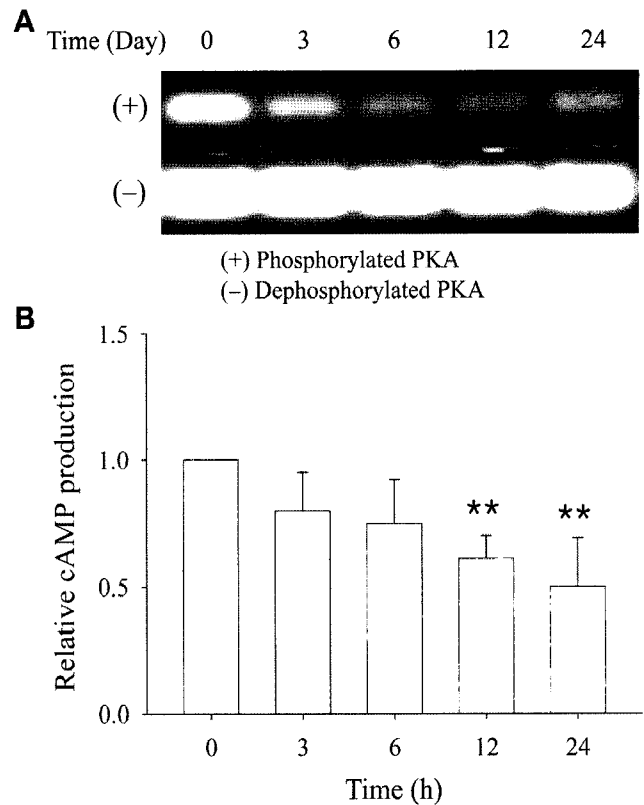 A
Time (Day) 0 3 6 12 24
(+)
(–)
(+) Phosphorylated PKA
(–) Dephosphorylated PKA
B
Relative cAMP production
1.5
1.0
0.5
0.0
** **
0 3 6 12 24
Time (h)